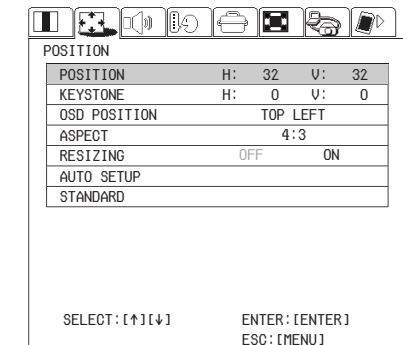 POSITION
POSITION H: 32 V: 32
KEYSTONE H: 0 V: 0
OSD POSITION TOP LEFT
ASPECT 4:3
RESIZING OFF ON
AUTO SETUP
STANDARD
SELECT:[↑][↓] ENTER:[ENTER]
ESC:[MENU]